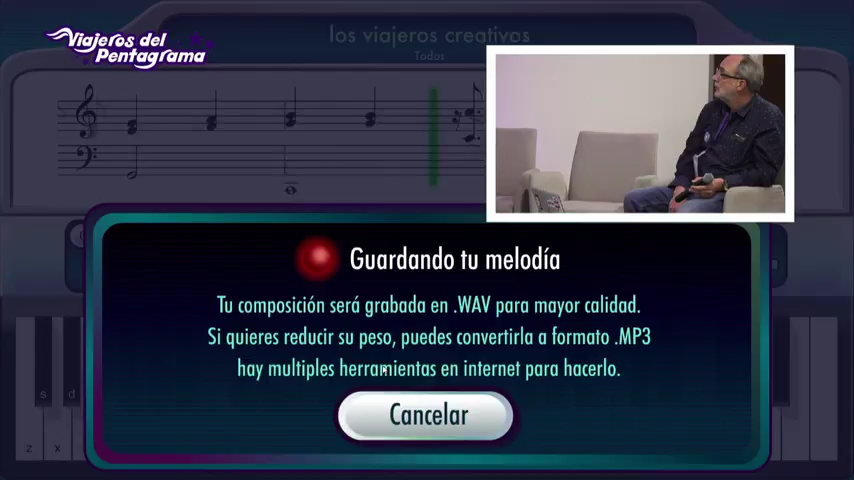 Viajeros del
Pentagrama
los viajeros creativos
Todos
Guardando tu melodía
Tu composición será grabada en .WAV para mayor calidad.
Si quieres reducir su peso, puedes convertirla a formato .MP3
hay multiples herramientas en internet para hacerlo.
Cancelar
s d
z x